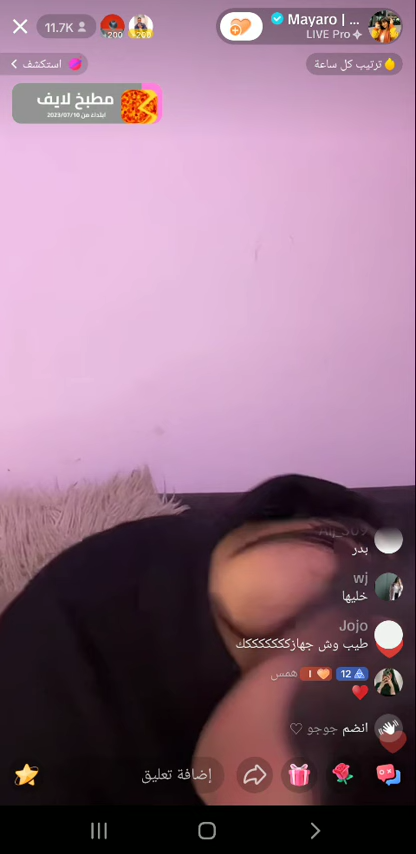 11.7K
+200
+200
Mayaro | ...
LIVE Pro
استكشف
ترتيب كل ساعة
مطبخ لايف
ابتداءً من 2023/07/10
بدر
wj
خليها
Jojo
طيب وش جهازكككككككك
همس
I
12
انضم جوجو ♡
إضافة تعليق